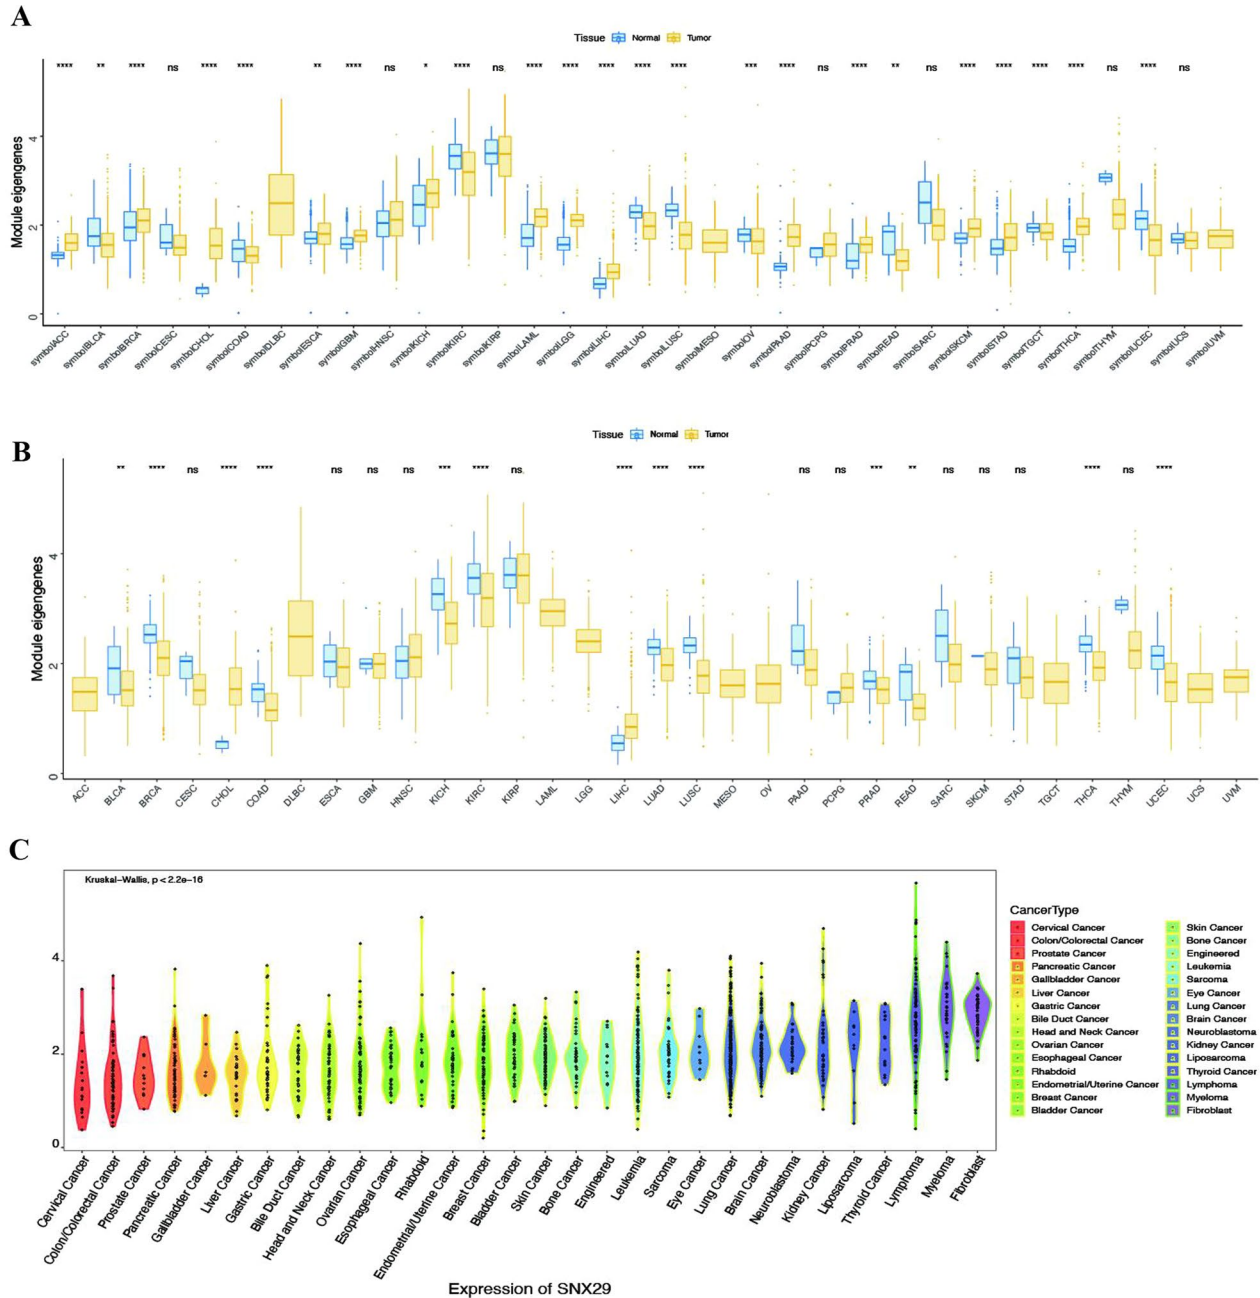 A
Tissue Normal Tumor
**** ** **** ns **** **** ** **** ns * **** ns **** **** **** **** **** *** **** ns **** ** ns **** **** **** **** ns **** ns
Module eigengenes
4
2
0
symbolACC symbolBLCA symbolBRCA symbolCESC symbolCHOL symbolCOAD symbolDLBC symbolESCA symbolGBM symbolHNSC symbolKICH symbolKIRC symbolKIRP symbolLAML symbolLGG symbolLIHC symbolLUAD symbolLUSC symbolMESO symbolOV symbolPAAD symbolPCPG symbolPRAD symbolREAD symbolSARC symbolSKCM symbolSTAD symbolTGCT symbolTHCA symbolTHYM symbolUCEC symbolUCS symbolUVM
B
Tissue Normal Tumor
** **** ns **** **** ns ns ns *** **** ns **** **** **** ns ns *** ** ns ns ns **** ns ****
Module eigengenes
4
2
0
ACC BLCA BRCA CESC CHOL COAD DLBC ESCA GBM HNSC KICH KIRC KIRP LAML LGG LIHC LUAD LUSC MESO OV PAAD PCPG PRAD READ SARC SKCM STAD TGCT THCA THYM UCEC UCS UVM
C
Kruskal-Wallis, p < 2.2e-16
4
2
0
Cervical Cancer Colon/Colorectal Cancer Prostate Cancer Pancreatic Cancer Gallbladder Cancer Liver Cancer Gastric Cancer Bile Duct Cancer Head and Neck Cancer Ovarian Cancer Esophageal Cancer Rhabdoid Endometrial/Uterine Cancer Breast Cancer Bladder Cancer Skin Cancer Bone Cancer Engineered Leukemia Sarcoma Eye Cancer Lung Cancer Brain Cancer Neuroblastoma Kidney Cancer Liposarcoma Thyroid Cancer Lymphoma Myeloma Fibroblast
Expression of SNX29
CancerType
Cervical Cancer Skin Cancer
Colon/Colorectal Cancer Bone Cancer
Prostate Cancer Engineered
Pancreatic Cancer Leukemia
Gallbladder Cancer Sarcoma
Liver Cancer Eye Cancer
Gastric Cancer Lung Cancer
Bile Duct Cancer Brain Cancer
Head and Neck Cancer Neuroblastoma
Ovarian Cancer Kidney Cancer
Esophageal Cancer Liposarcoma
Rhabdoid Thyroid Cancer
Endometrial/Uterine Cancer Lymphoma
Breast Cancer Myeloma
Bladder Cancer Fibroblast